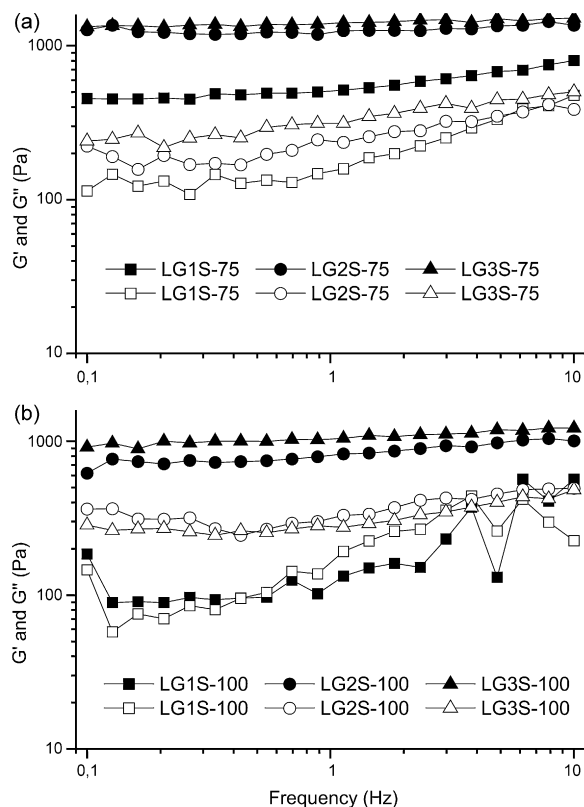 (a)
1000
100
10
G' and G'' (Pa)
LG1S-75 LG2S-75 LG3S-75
LG1S-75 LG2S-75 LG3S-75
0,1 1 10
(b)
1000
100
10
G' and G'' (Pa)
LG1S-100 LG2S-100 LG3S-100
LG1S-100 LG2S-100 LG3S-100
0,1 1 10
Frequency (Hz)